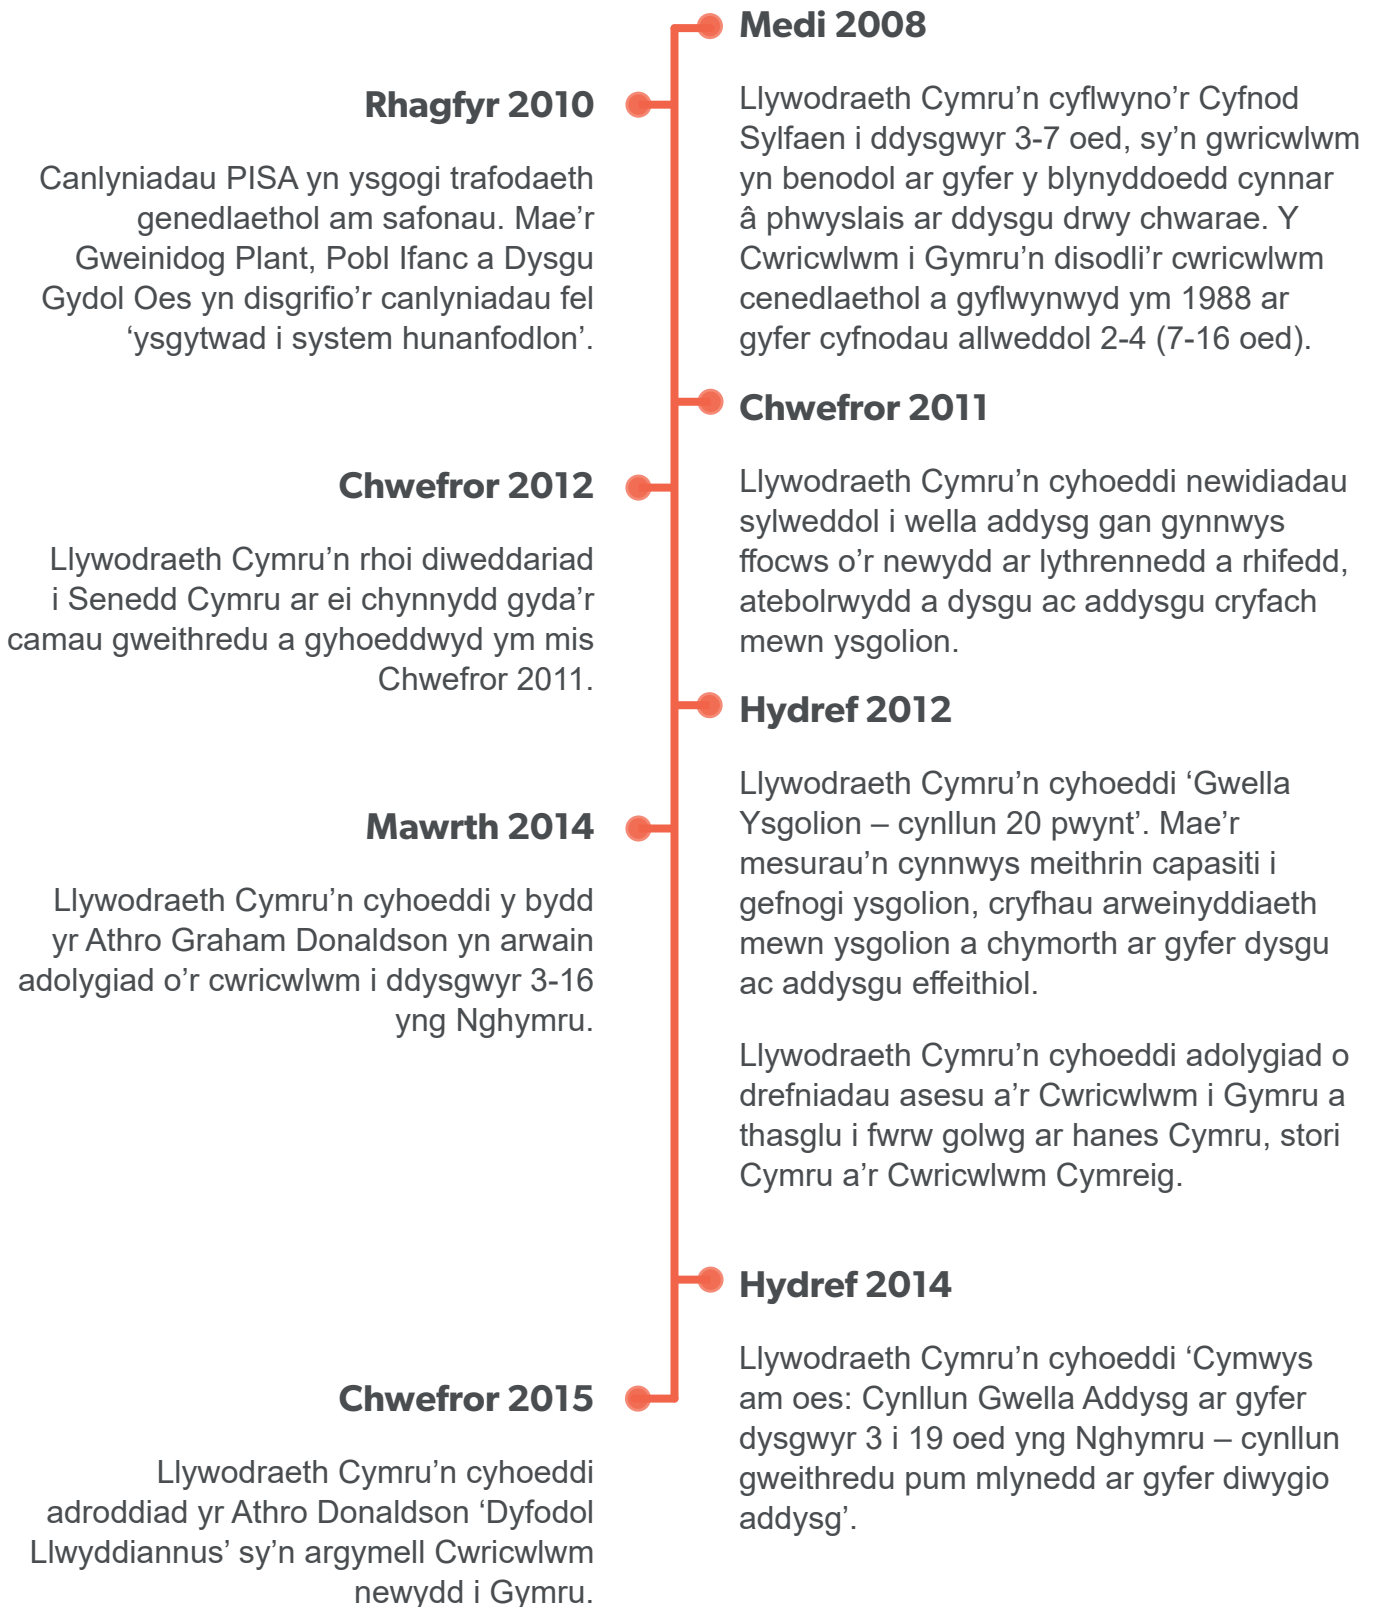 Medi 2008
Llywodraeth Cymru’n cyflwyno’r Cyfnod
Sylfaen i ddysgwyr 3-7 oed, sy’n gwricwlwm
yn benodol ar gyfer y blynyddoedd cynnar
â phwyslais ar ddysgu drwy chwarae. Y
Cwricwlwm i Gymru’n disodli’r cwricwlwm
cenedlaethol a gyflwynwyd ym 1988 ar
gyfer cyfnodau allweddol 2-4 (7-16 oed).
Rhagfyr 2010
Canlyniadau PISA yn ysgogi trafodaeth
genedlaethol am safonau. Mae’r
Gweinidog Plant, Pobl Ifanc a Dysgu
Gydol Oes yn disgrifio’r canlyniadau fel
‘ysgytwad i system hunanfodlon’.
Chwefror 2011
Llywodraeth Cymru’n cyhoeddi newidiadau
sylweddol i wella addysg gan gynnwys
ffocws o’r newydd ar lythrennedd a rhifedd,
atebolrwydd a dysgu ac addysgu cryfach
mewn ysgolion.
Chwefror 2012
Llywodraeth Cymru’n rhoi diweddariad
i Senedd Cymru ar ei chynnydd gyda’r
camau gweithredu a gyhoeddwyd ym mis
Chwefror 2011.
Hydref 2012
Llywodraeth Cymru’n cyhoeddi ‘Gwella
Ysgolion – cynllun 20 pwynt’. Mae’r
mesurau’n cynnwys meithrin capasiti i
gefnogi ysgolion, cryfhau arweinyddiaeth
mewn ysgolion a chymorth ar gyfer dysgu
ac addysgu effeithiol.
Llywodraeth Cymru’n cyhoeddi adolygiad o
drefniadau asesu a’r Cwricwlwm i Gymru a
thasglu i fwrw golwg ar hanes Cymru, stori
Cymru a’r Cwricwlwm Cymreig.
Mawrth 2014
Llywodraeth Cymru’n cyhoeddi y bydd
yr Athro Graham Donaldson yn arwain
adolygiad o’r cwricwlwm i ddysgwyr 3-16
yng Nghymru.
Hydref 2014
Llywodraeth Cymru’n cyhoeddi ‘Cymwys
am oes: Cynllun Gwella Addysg ar gyfer
dysgwyr 3 i 19 oed yng Nghymru – cynllun
gweithredu pum mlynedd ar gyfer diwygio
addysg’.
Chwefror 2015
Llywodraeth Cymru’n cyhoeddi
adroddiad yr Athro Donaldson ‘Dyfodol
Llwyddiannus’ sy’n argymell Cwricwlwm
newydd i Gymru.